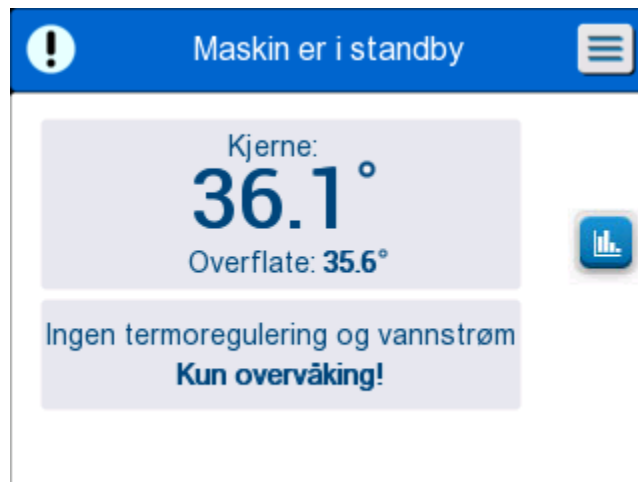 Maskin er i standby
Kjerne:
36.1°
Overflate: 35.6°
Ingen termoregulering og vannstrøm
Kun overvåking!